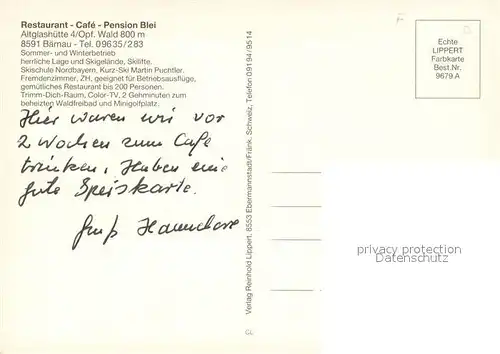 Restaurant - Café - Pension Blei
Altglashütte 4/Opf. Wald 800 m
8591 Bärnau - Tel. 09635/283
Sommer- und Winterbetrieb
herrliche Lage und Skigelände, Skilifte.
Skischule Nordbayern, Kurz-Ski Martin Puchtler.
Fremdenzimmer, ZH, geeignet für Betriebsausflüge,
gemütliches Restaurant bis 200 Personen.
Trimm-Dich-Raum, Color-TV, 2 Gehminuten zum
beheizten Waldfreibad und Minigolfplatz.
Hier waren wir vor
2 Wochen zum Cafe
trinken, Haben eine
gute Speiskarte.
Gruß Hannelore
Verlag Reinhold Lippert, 8553 Ebermannstadt/Fränk. Schweiz, Telefon 09194/9514
CL
Echte
LIPPERT
Farbkarte
Best.Nr.
9679 A
privacy protection
Datenschutz